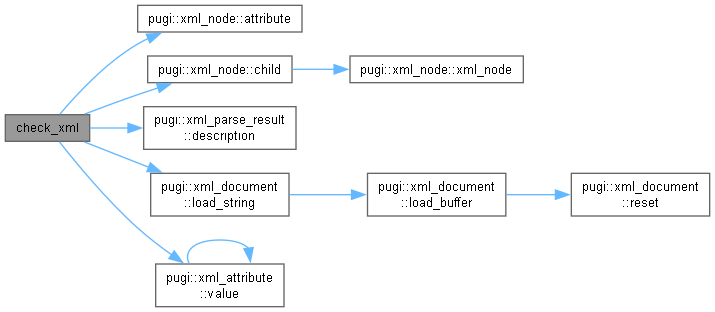 pugi::xml_node::attribute
pugi::xml_node::child
pugi::xml_node::xml_node
check_xml
pugi::xml_parse_result
::description
pugi::xml_document
::load_string
pugi::xml_document
::load_buffer
pugi::xml_document
::reset
pugi::xml_attribute
::value